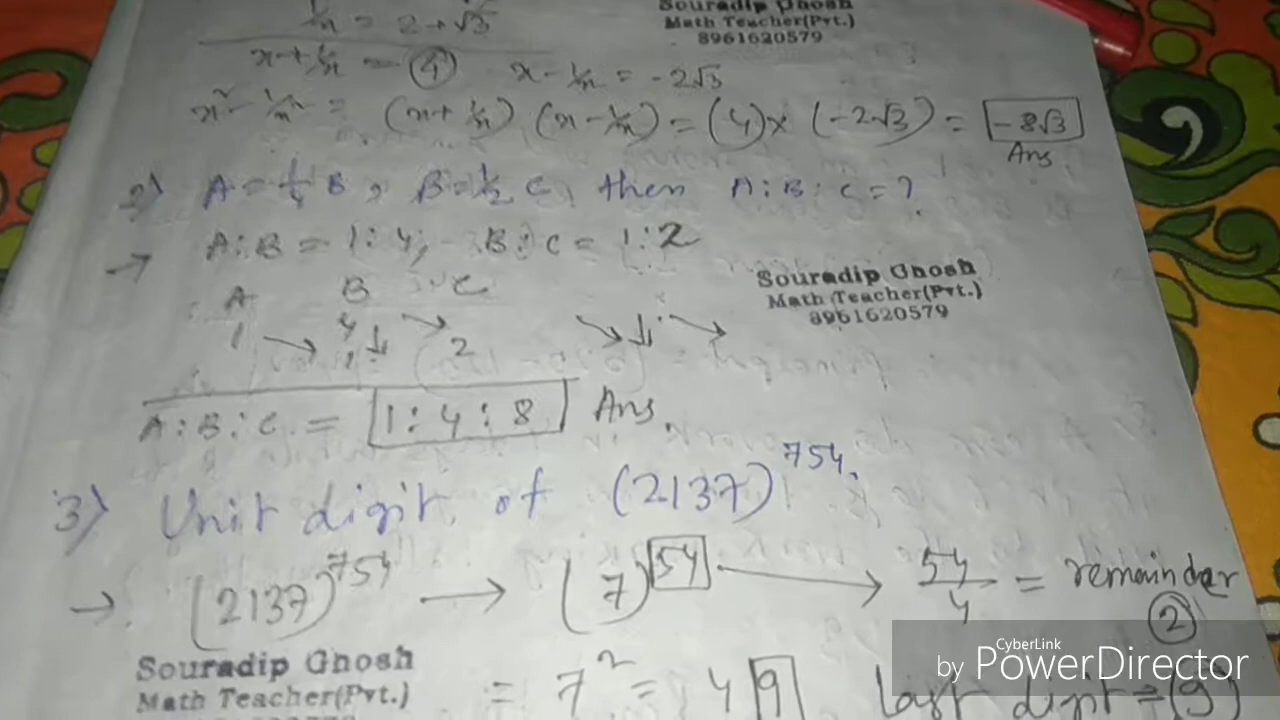 1/x = 2+√3
Souradip Ghosh
Math Teacher(Pvt.)
8961620579
x+1/x = 4 x - 1/x = -2√3
x² - 1/x² = (x+1/x) (x-1/x) = (4)x (-2√3) = -8√3
Ans
2) A = 1/4 B, B = 1/2 C, then A:B:C = ?
→ A:B = 1:4, B:C = 1:2
Souradip Ghosh
Math Teacher(Pvt.)
8961620579
A B : C
1 → 4 → ↓
1 2
A:B:C = 1:4:8 Ans.
3) Unit digit of (2137)^754.
→ (2137)^754 → (7)^54 → 54/4 = remainder
2
Souradip Ghosh
Math Teacher(Pvt.)
= 7² = 49 Last digit = (9)
CyberLink
by PowerDirector